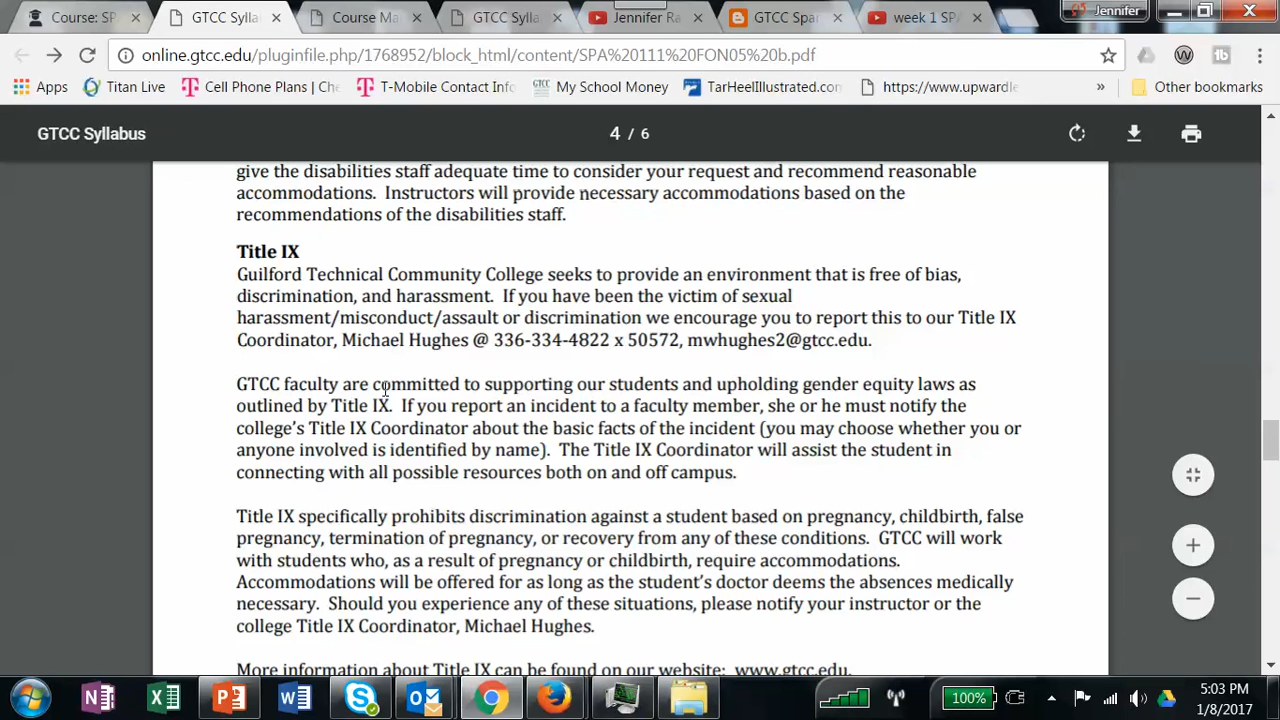 Course: SP
GTCC Sylla
Course Ma
GTCC Sylla
Jennifer Ra
GTCC Spar
week 1 SPA
Jennifer
online.gtcc.edu/pluginfile.php/1768952/block_html/content/SPA%20111%20FON05%20b.pdf
Apps
Titan Live
Cell Phone Plans | Che
T-Mobile Contact Info
My School Money
TarHeelIllustrated.com
https://www.upwardle
»
Other bookmarks
GTCC Syllabus
4 / 6
give the disabilities staff adequate time to consider your request and recommend reasonable
accommodations. Instructors will provide necessary accommodations based on the
recommendations of the disabilities staff.
Title IX
Guilford Technical Community College seeks to provide an environment that is free of bias,
discrimination, and harassment. If you have been the victim of sexual
harassment/misconduct/assault or discrimination we encourage you to report this to our Title IX
Coordinator, Michael Hughes @ 336-334-4822 x 50572, mwhughes2@gtcc.edu.
GTCC faculty are committed to supporting our students and upholding gender equity laws as
outlined by Title IX. If you report an incident to a faculty member, she or he must notify the
college's Title IX Coordinator about the basic facts of the incident (you may choose whether you or
anyone involved is identified by name). The Title IX Coordinator will assist the student in
connecting with all possible resources both on and off campus.
Title IX specifically prohibits discrimination against a student based on pregnancy, childbirth, false
pregnancy, termination of pregnancy, or recovery from any of these conditions. GTCC will work
with students who, as a result of pregnancy or childbirth, require accommodations.
Accommodations will be offered for as long as the student's doctor deems the absences medically
necessary. Should you experience any of these situations, please notify your instructor or the
college Title IX Coordinator, Michael Hughes.
More information about Title IX can be found on our website: www.gtcc.edu.
100%
5:03 PM
1/8/2017